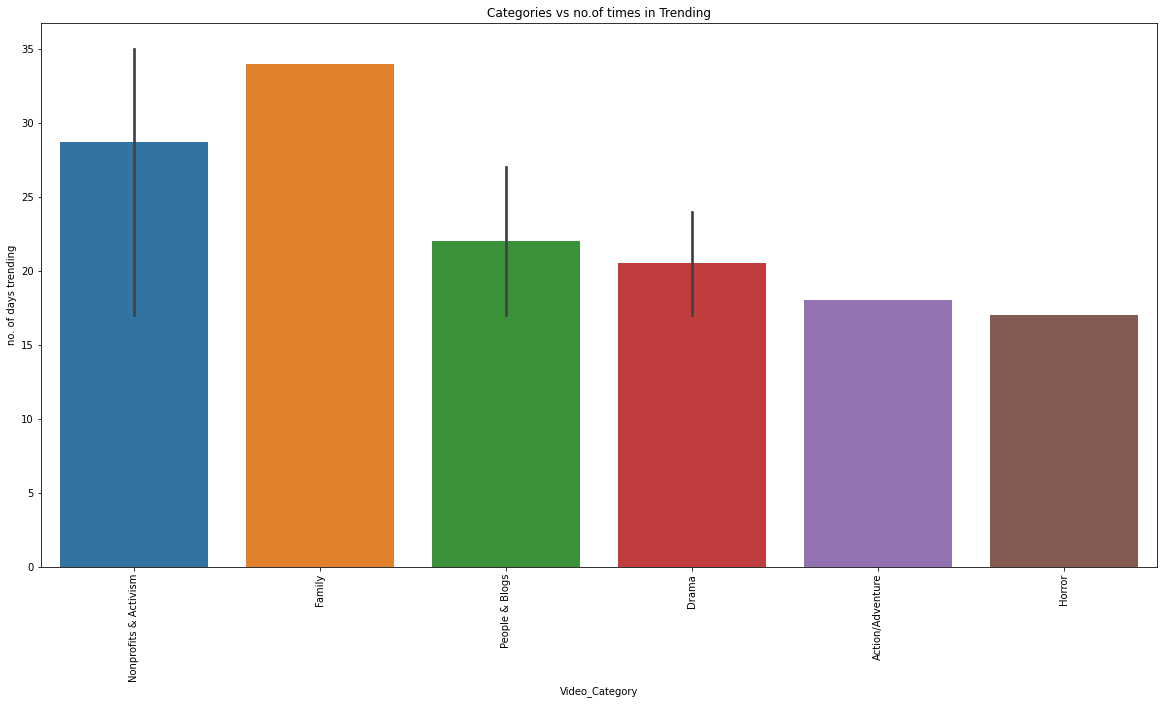 Categories vs no.of times in Trending
no. of days trending
35
30
25
20
15
10
5
0
Nonprofits & Activism
Family
People & Blogs
Drama
Action/Adventure
Horror
Video_Category